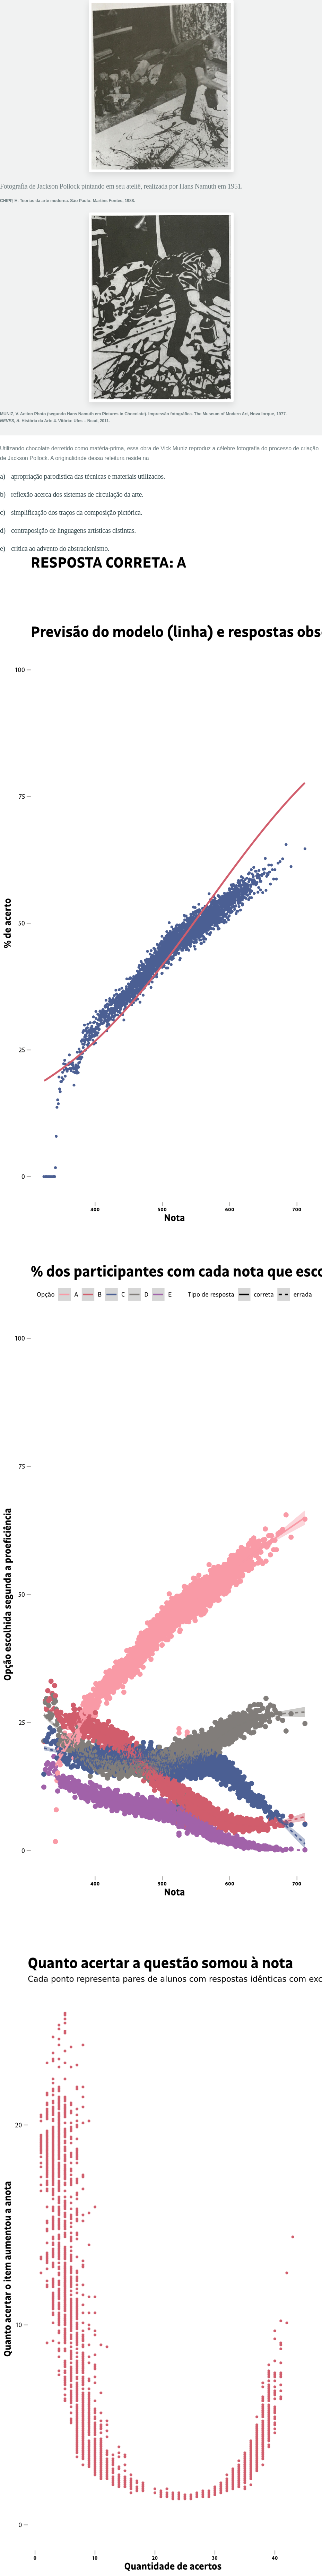 Fotografia de Jackson Pollock pintando em seu ateliê, realizada por Hans Namuth em 1951.
CHIPP, H. Teorias da arte moderna. São Paulo: Martins Fontes, 1988.
MUNIZ, V. Action Photo (segundo Hans Namuth em Pictures in Chocolate). Impressão fotográfica. The Museum of Modern Art, Nova Iorque, 1977.
NEVES, A. História da Arte 4. Vitória: Ufes – Nead, 2011.
Utilizando chocolate derretido como matéria-prima, essa obra de Vick Muniz reproduz a célebre fotografia do processo de criação
de Jackson Pollock. A originalidade dessa releitura reside na
a) apropriação parodística das técnicas e materiais utilizados.
b) reflexão acerca dos sistemas de circulação da arte.
c) simplificação dos traços da composição pictórica.
d) contraposição de linguagens artísticas distintas.
e) crítica ao advento do abstracionismo.
RESPOSTA CORRETA: A
Previsão do modelo (linha) e respostas obs
100
75
50
25
0
% de acerto
400 500 600 700
Nota
% dos participantes com cada nota que esco
Opção A B C D E Tipo de resposta correta errada
100
75
50
25
0
Opção escolhida segunda a proeficiência
400 500 600 700
Nota
Quanto acertar a questão somou à nota
Cada ponto representa pares de alunos com respostas idênticas com exc
20
10
0
Quanto acertar o item aumentou a anota
0 10 20 30 40
Quantidade de acertos